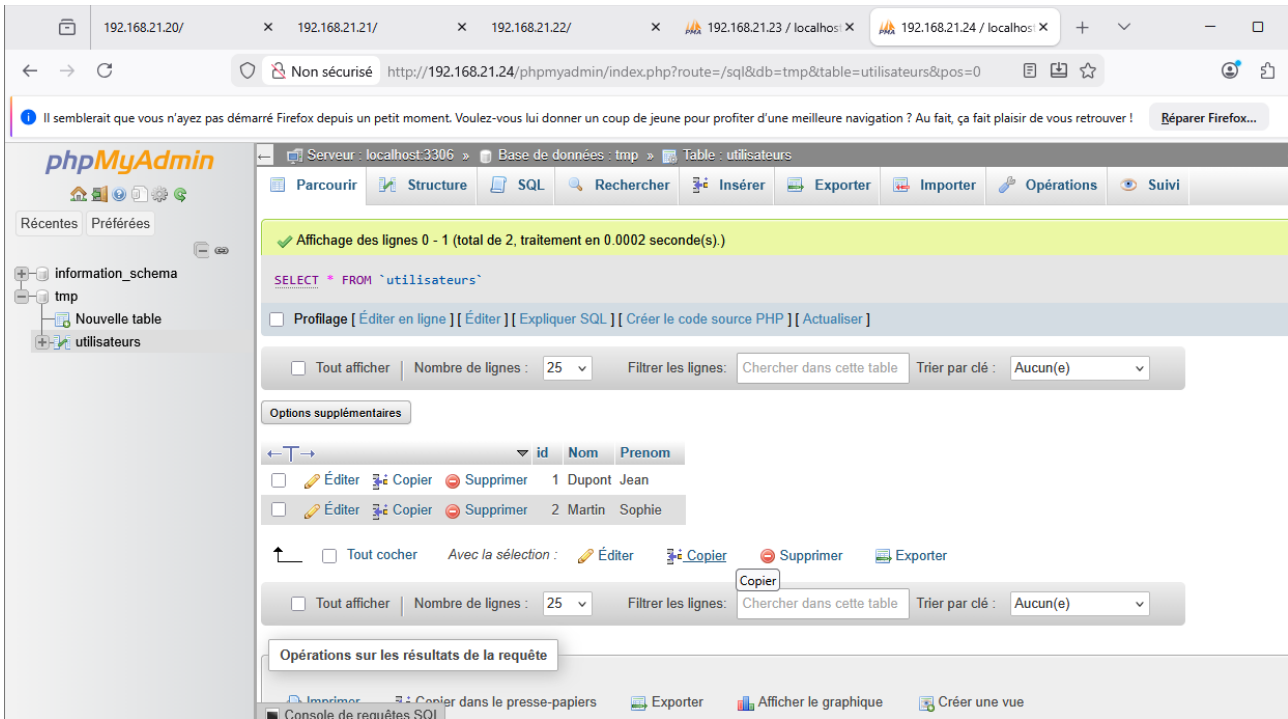 192.168.21.20/ 192.168.21.21/ 192.168.21.22/ 192.168.21.23 / localhos 192.168.21.24 / localhos
Non sécurisé http://192.168.21.24/phpmyadmin/index.php?route=/sql&db=tmp&table=utilisateurs&pos=0
Il semblerait que vous n'ayez pas démarré Firefox depuis un petit moment. Voulez-vous lui donner un coup de jeune pour profiter d'une meilleure navigation ? Au fait, ça fait plaisir de vous retrouver ! Réparer Firefox...
phpMyAdmin
Récentes Préférées
information_schema
tmp
Nouvelle table
utilisateurs
Serveur : localhost:3306 » Base de données : tmp » Table : utilisateurs
Parcourir Structure SQL Rechercher Insérer Exporter Importer Opérations Suivi
Affichage des lignes 0 - 1 (total de 2, traitement en 0.0002 seconde(s).)
SELECT * FROM `utilisateurs`
Profilage [ Éditer en ligne ] [ Éditer ] [ Expliquer SQL ] [ Créer le code source PHP ] [ Actualiser ]
Tout afficher | Nombre de lignes : 25 Filtrer les lignes: Chercher dans cette table Trier par clé : Aucun(e)
Options supplémentaires
id Nom Prenom
Éditer Copier Supprimer 1 Dupont Jean
Éditer Copier Supprimer 2 Martin Sophie
Tout cocher Avec la sélection : Éditer Copier Supprimer Exporter
Copier
Tout afficher | Nombre de lignes : 25 Filtrer les lignes: Chercher dans cette table Trier par clé : Aucun(e)
Opérations sur les résultats de la requête
Imprimer Copier dans le presse-papiers Exporter Afficher le graphique Créer une vue
Console de requêtes SQL